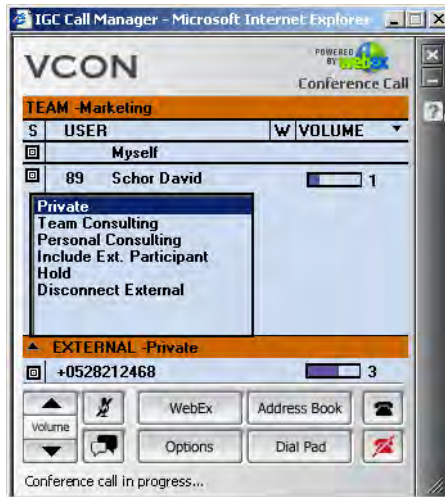 IGC Call Manager - Microsoft Internet Explorer
VCON
POWERED BY webex
Conference Call
TEAM -Marketing
S USER W VOLUME
Myself
89 Schor David 1
Private
Team Consulting
Personal Consulting
Include Ext. Participant
Hold
Disconnect External
EXTERNAL -Private
+0528212468 3
Volume
WebEx
Address Book
Options
Dial Pad
Conference call in progress...
?